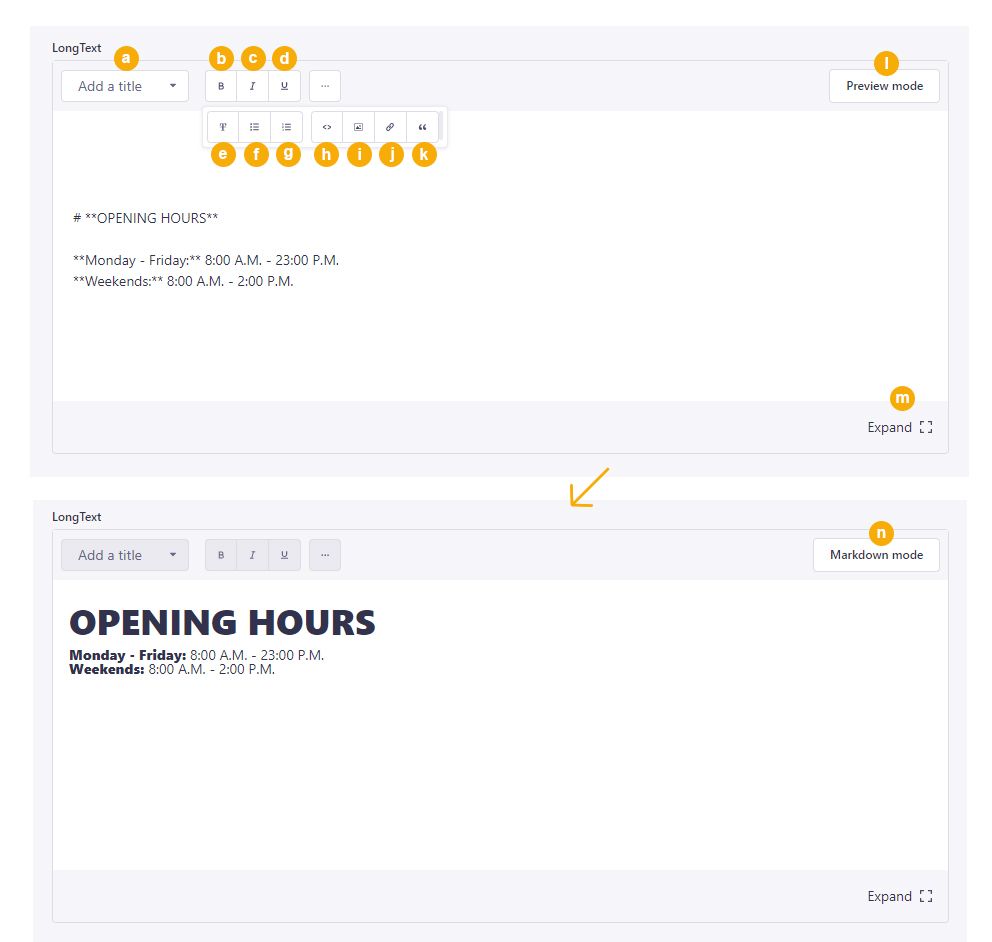 LongText
a b c d l
Add a title B I U ... Preview mode
e f g h i j k
# **OPENING HOURS**
**Monday - Friday:** 8:00 A.M. - 23:00 P.M.
**Weekends:** 8:00 A.M. - 2:00 P.M.
m
Expand
LongText
n
Add a title B I U ... Markdown mode
OPENING HOURS
Monday - Friday: 8:00 A.M. - 23:00 P.M.
Weekends: 8:00 A.M. - 2:00 P.M.
Expand